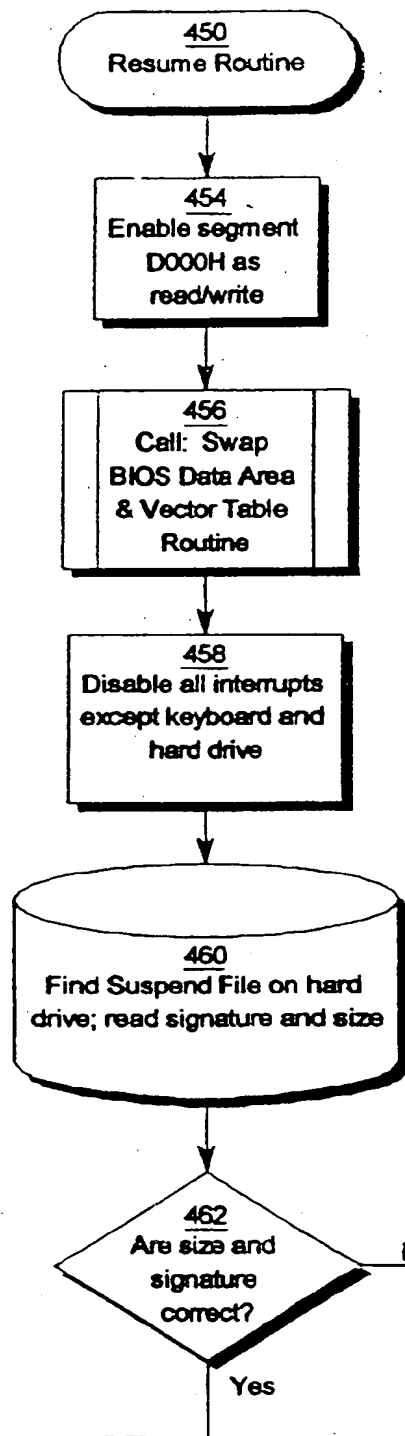 450
Resume Routine
454
Enable segment
D000H as
read/write
456
Call: Swap
BIOS Data Area
& Vector Table
Routine
458
Disable all interrupts
except keyboard and
hard drive
460
Find Suspend File on hard
drive; read signature and size
462
Are size and
signature
correct?
Yes